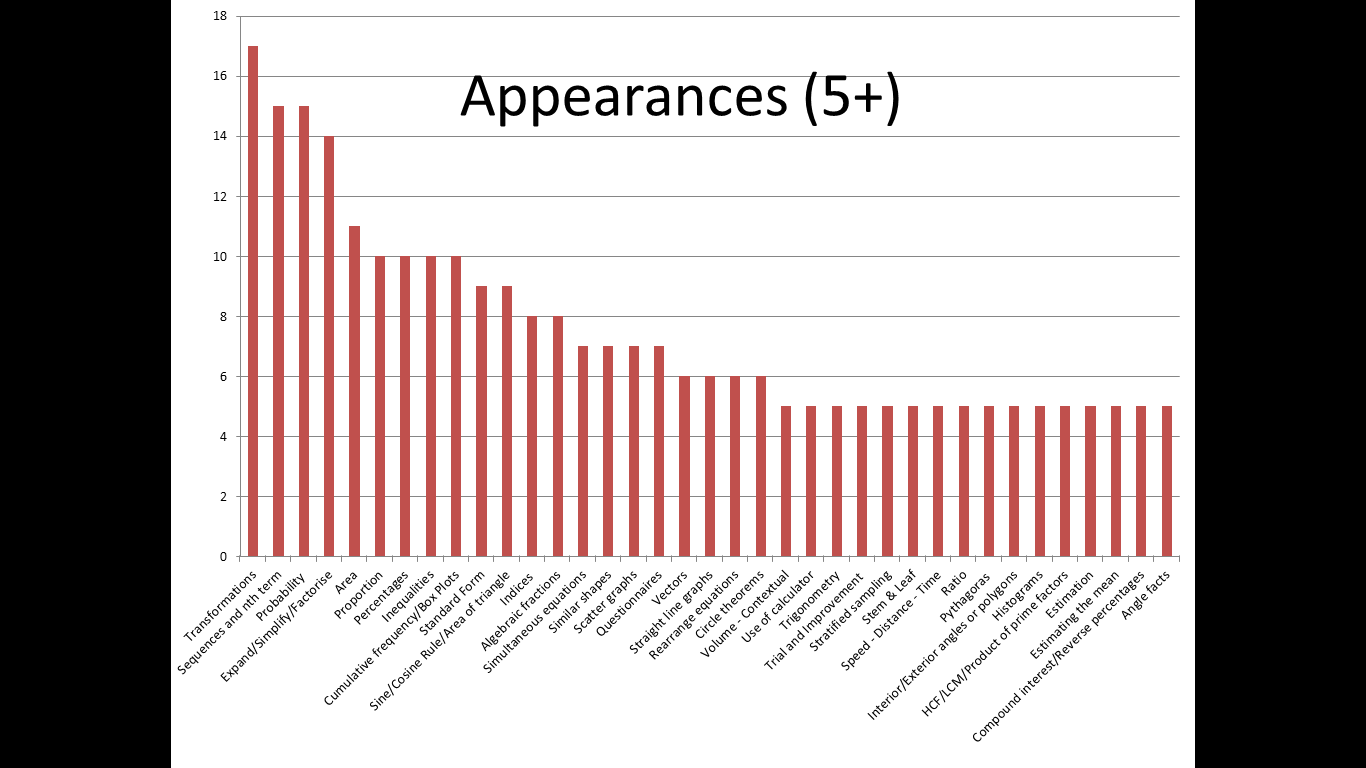 Appearances (5+)
18
16
14
12
10
8
6
4
2
0
Transformations
Sequences and nth term
Probability
Expand/Simplify/Factorise
Area
Proportion
Percentages
Inequalities
Cumulative frequency/Box Plots
Standard Form
Sine/Cosine Rule/Area of triangle
Indices
Algebraic fractions
Simultaneous equations
Similar shapes
Scatter graphs
Questionnaires
Vectors
Straight line graphs
Rearrange equations
Circle theorems
Volume - Contextual
Use of calculator
Trigonometry
Trial and Improvement
Stratified sampling
Stem & Leaf
Speed - Distance - Time
Ratio
Pythagoras
Interior/Exterior angles or polygons
Histograms
HCF/LCM/Product of prime factors
Estimation
Estimating the mean
Compound interest/Reverse percentages
Angle facts